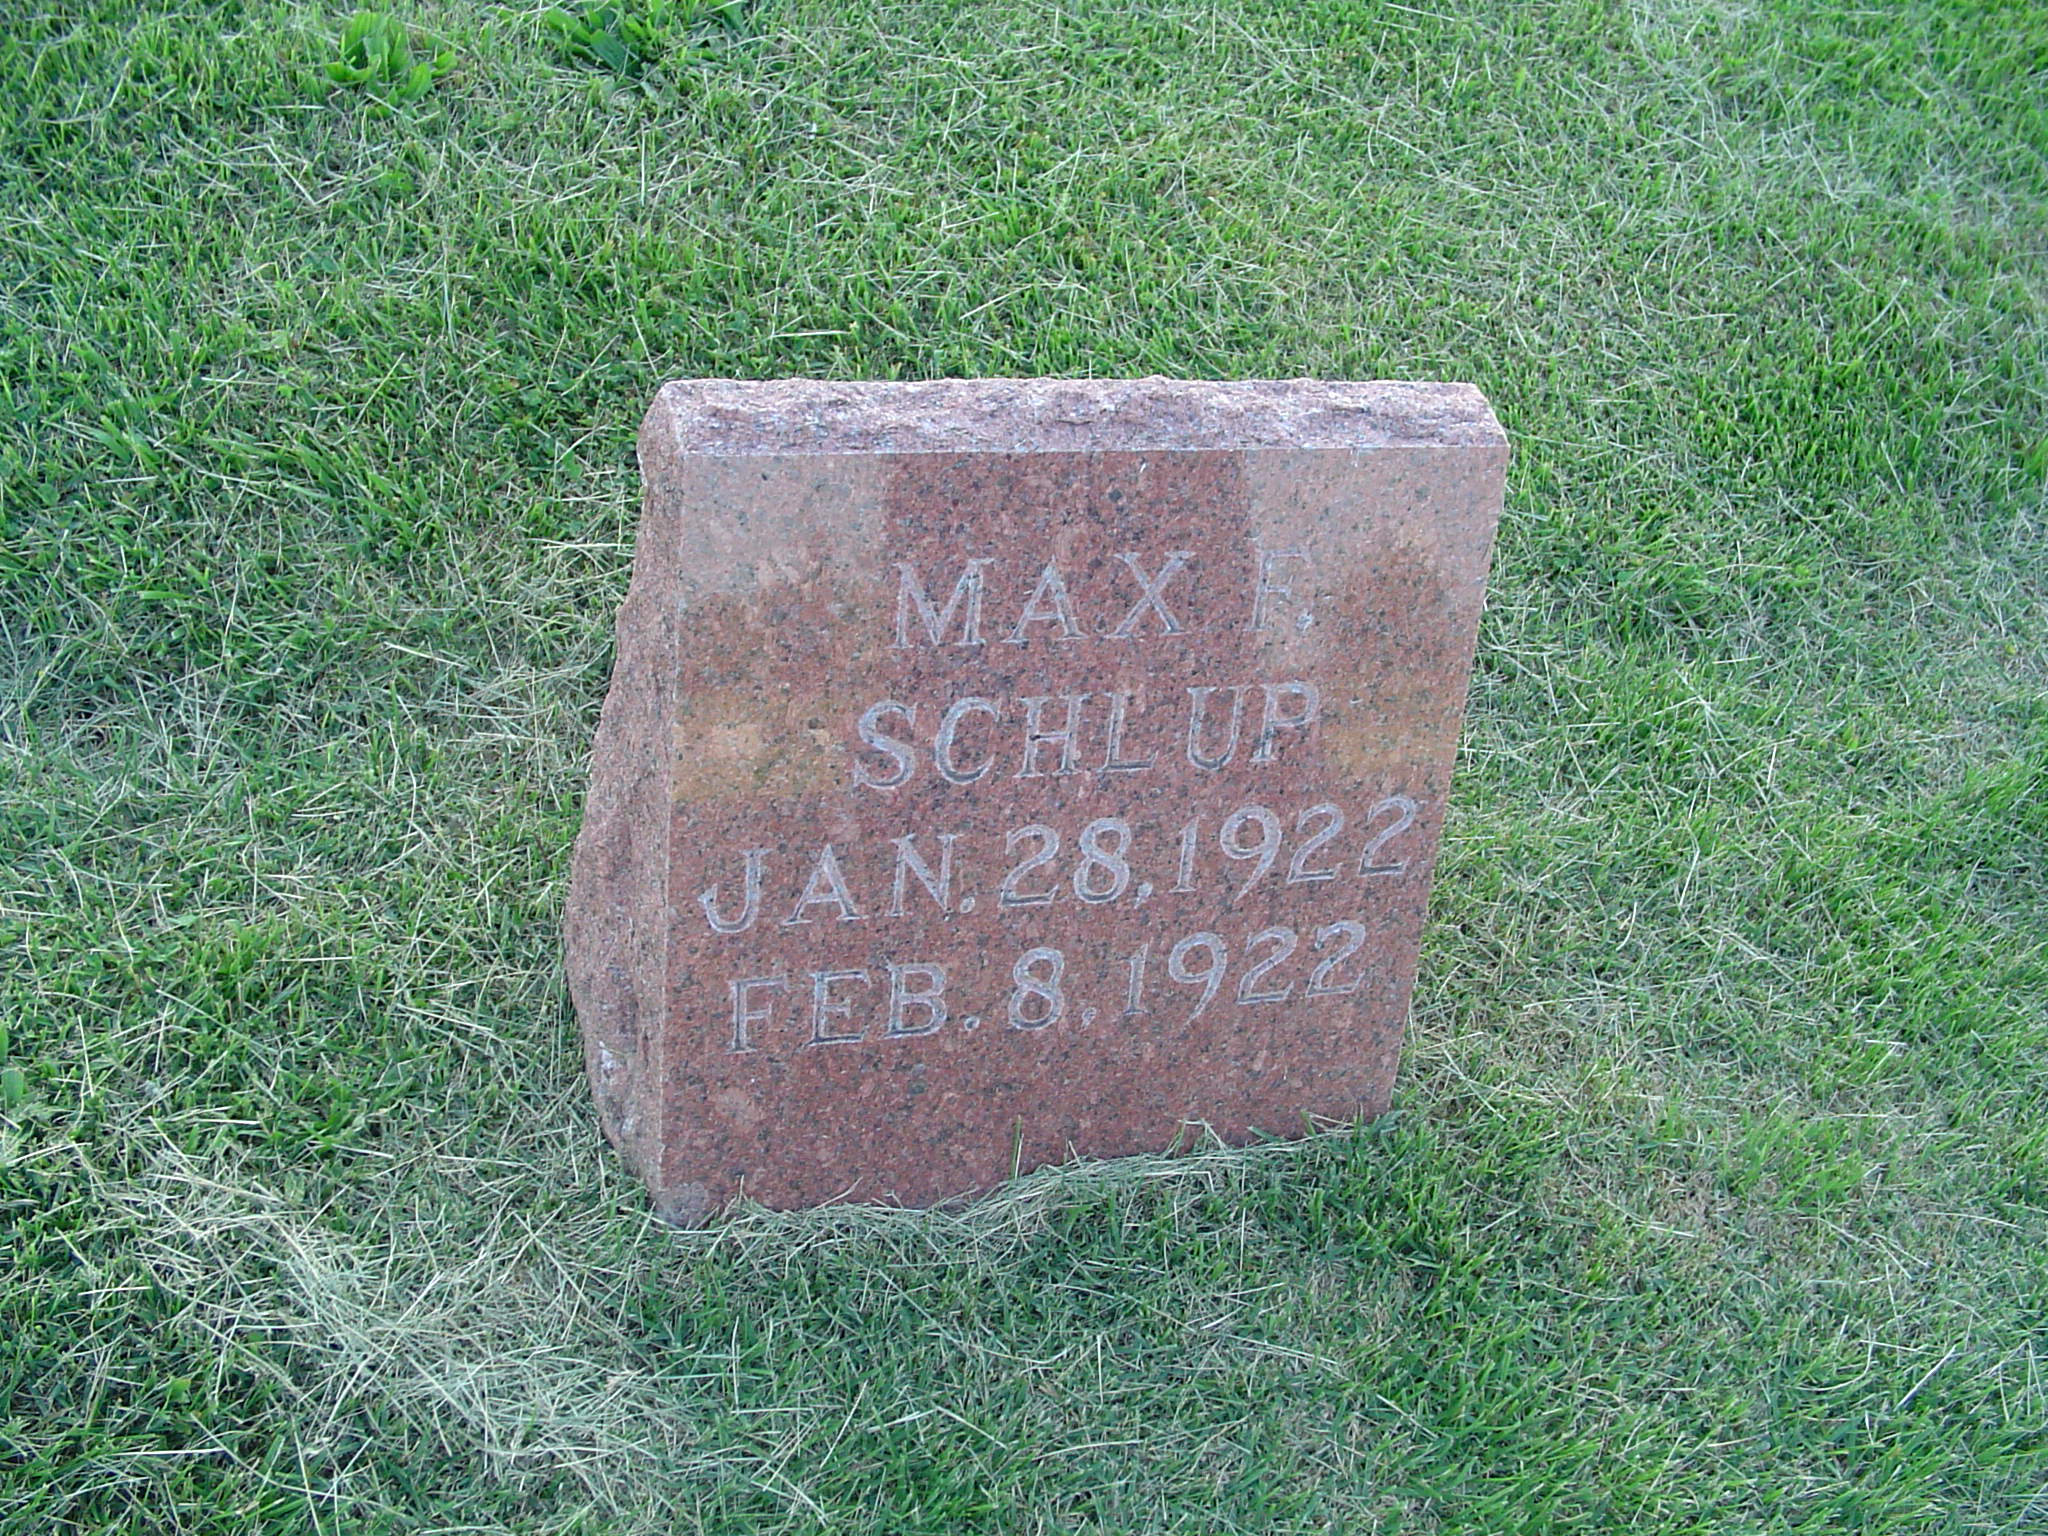 MAX F.
SCHLUP
JAN. 28, 1922
FEB. 8, 1922